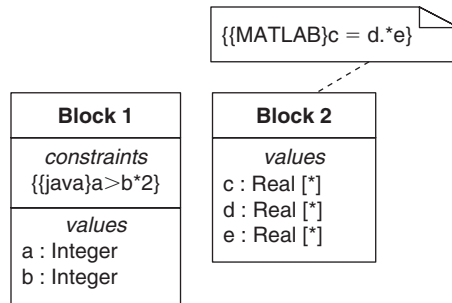 {{MATLAB}c = d.*e}
Block 1
constraints
{{java}a>b*2}
values
a : Integer
b : Integer
Block 2
values
c : Real [*]
d : Real [*]
e : Real [*]